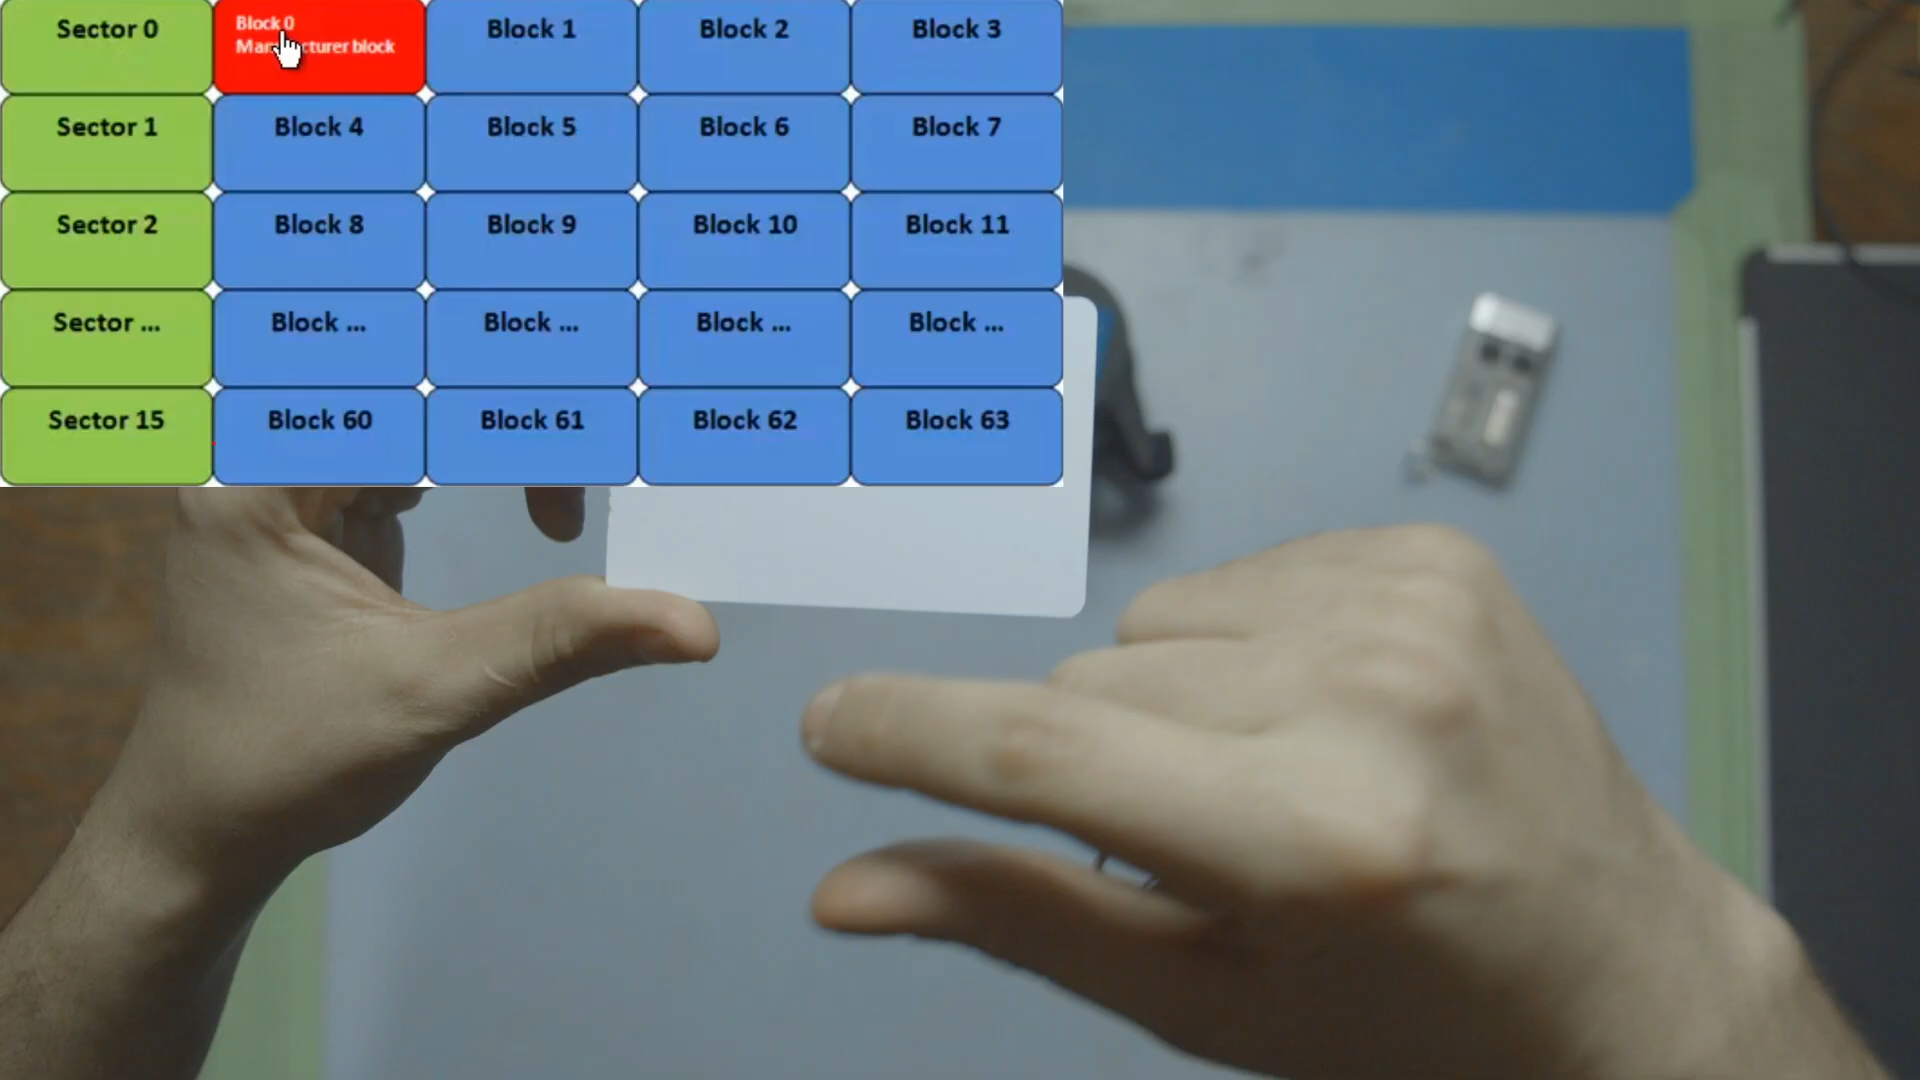 Sector 0
Block 0
Manufacturer block
Block 1
Block 2
Block 3
Sector 1
Block 4
Block 5
Block 6
Block 7
Sector 2
Block 8
Block 9
Block 10
Block 11
Sector ...
Block ...
Block ...
Block ...
Block ...
Sector 15
Block 60
Block 61
Block 62
Block 63